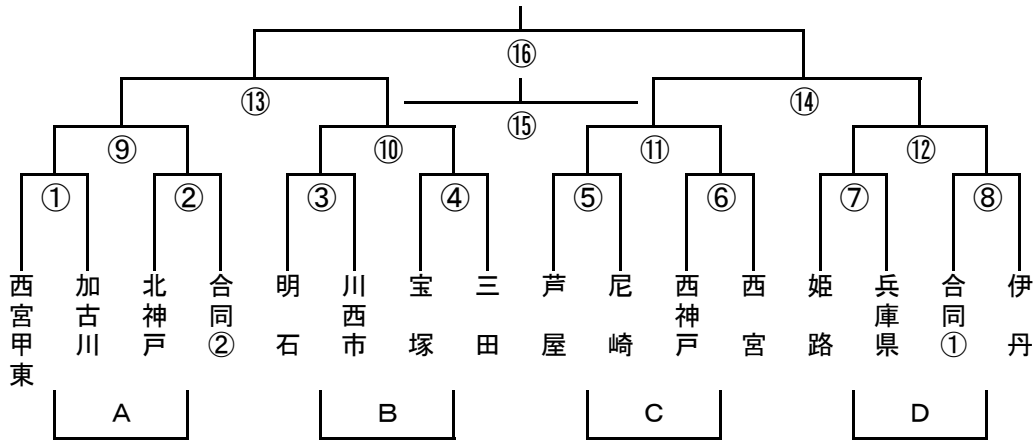 ⑯
⑬
⑭
⑮
⑨
⑩
⑪
⑫
①
②
③
④
⑤
⑥
⑦
⑧
西宮甲東
加古川
北神戸
合同②
明石
川西市
宝塚
三田
芦屋
尼崎
西神戸
西宮
姫路
兵庫県
合同①
伊丹
A
B
C
D